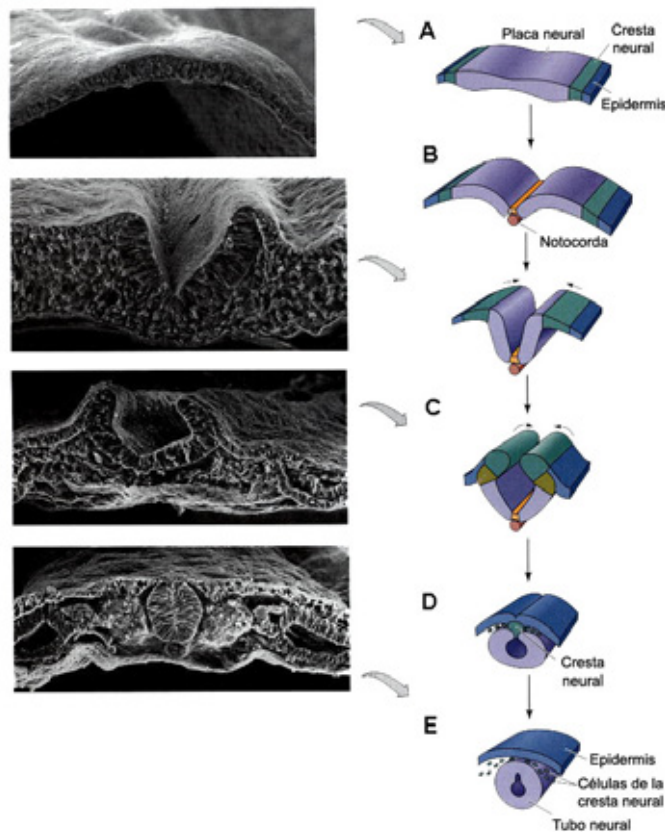 A
Placa neural
Cresta
neural
Epidermis
B
Notocorda
C
D
Cresta
neural
E
Epidermis
Células de la
cresta neural
Tubo neural